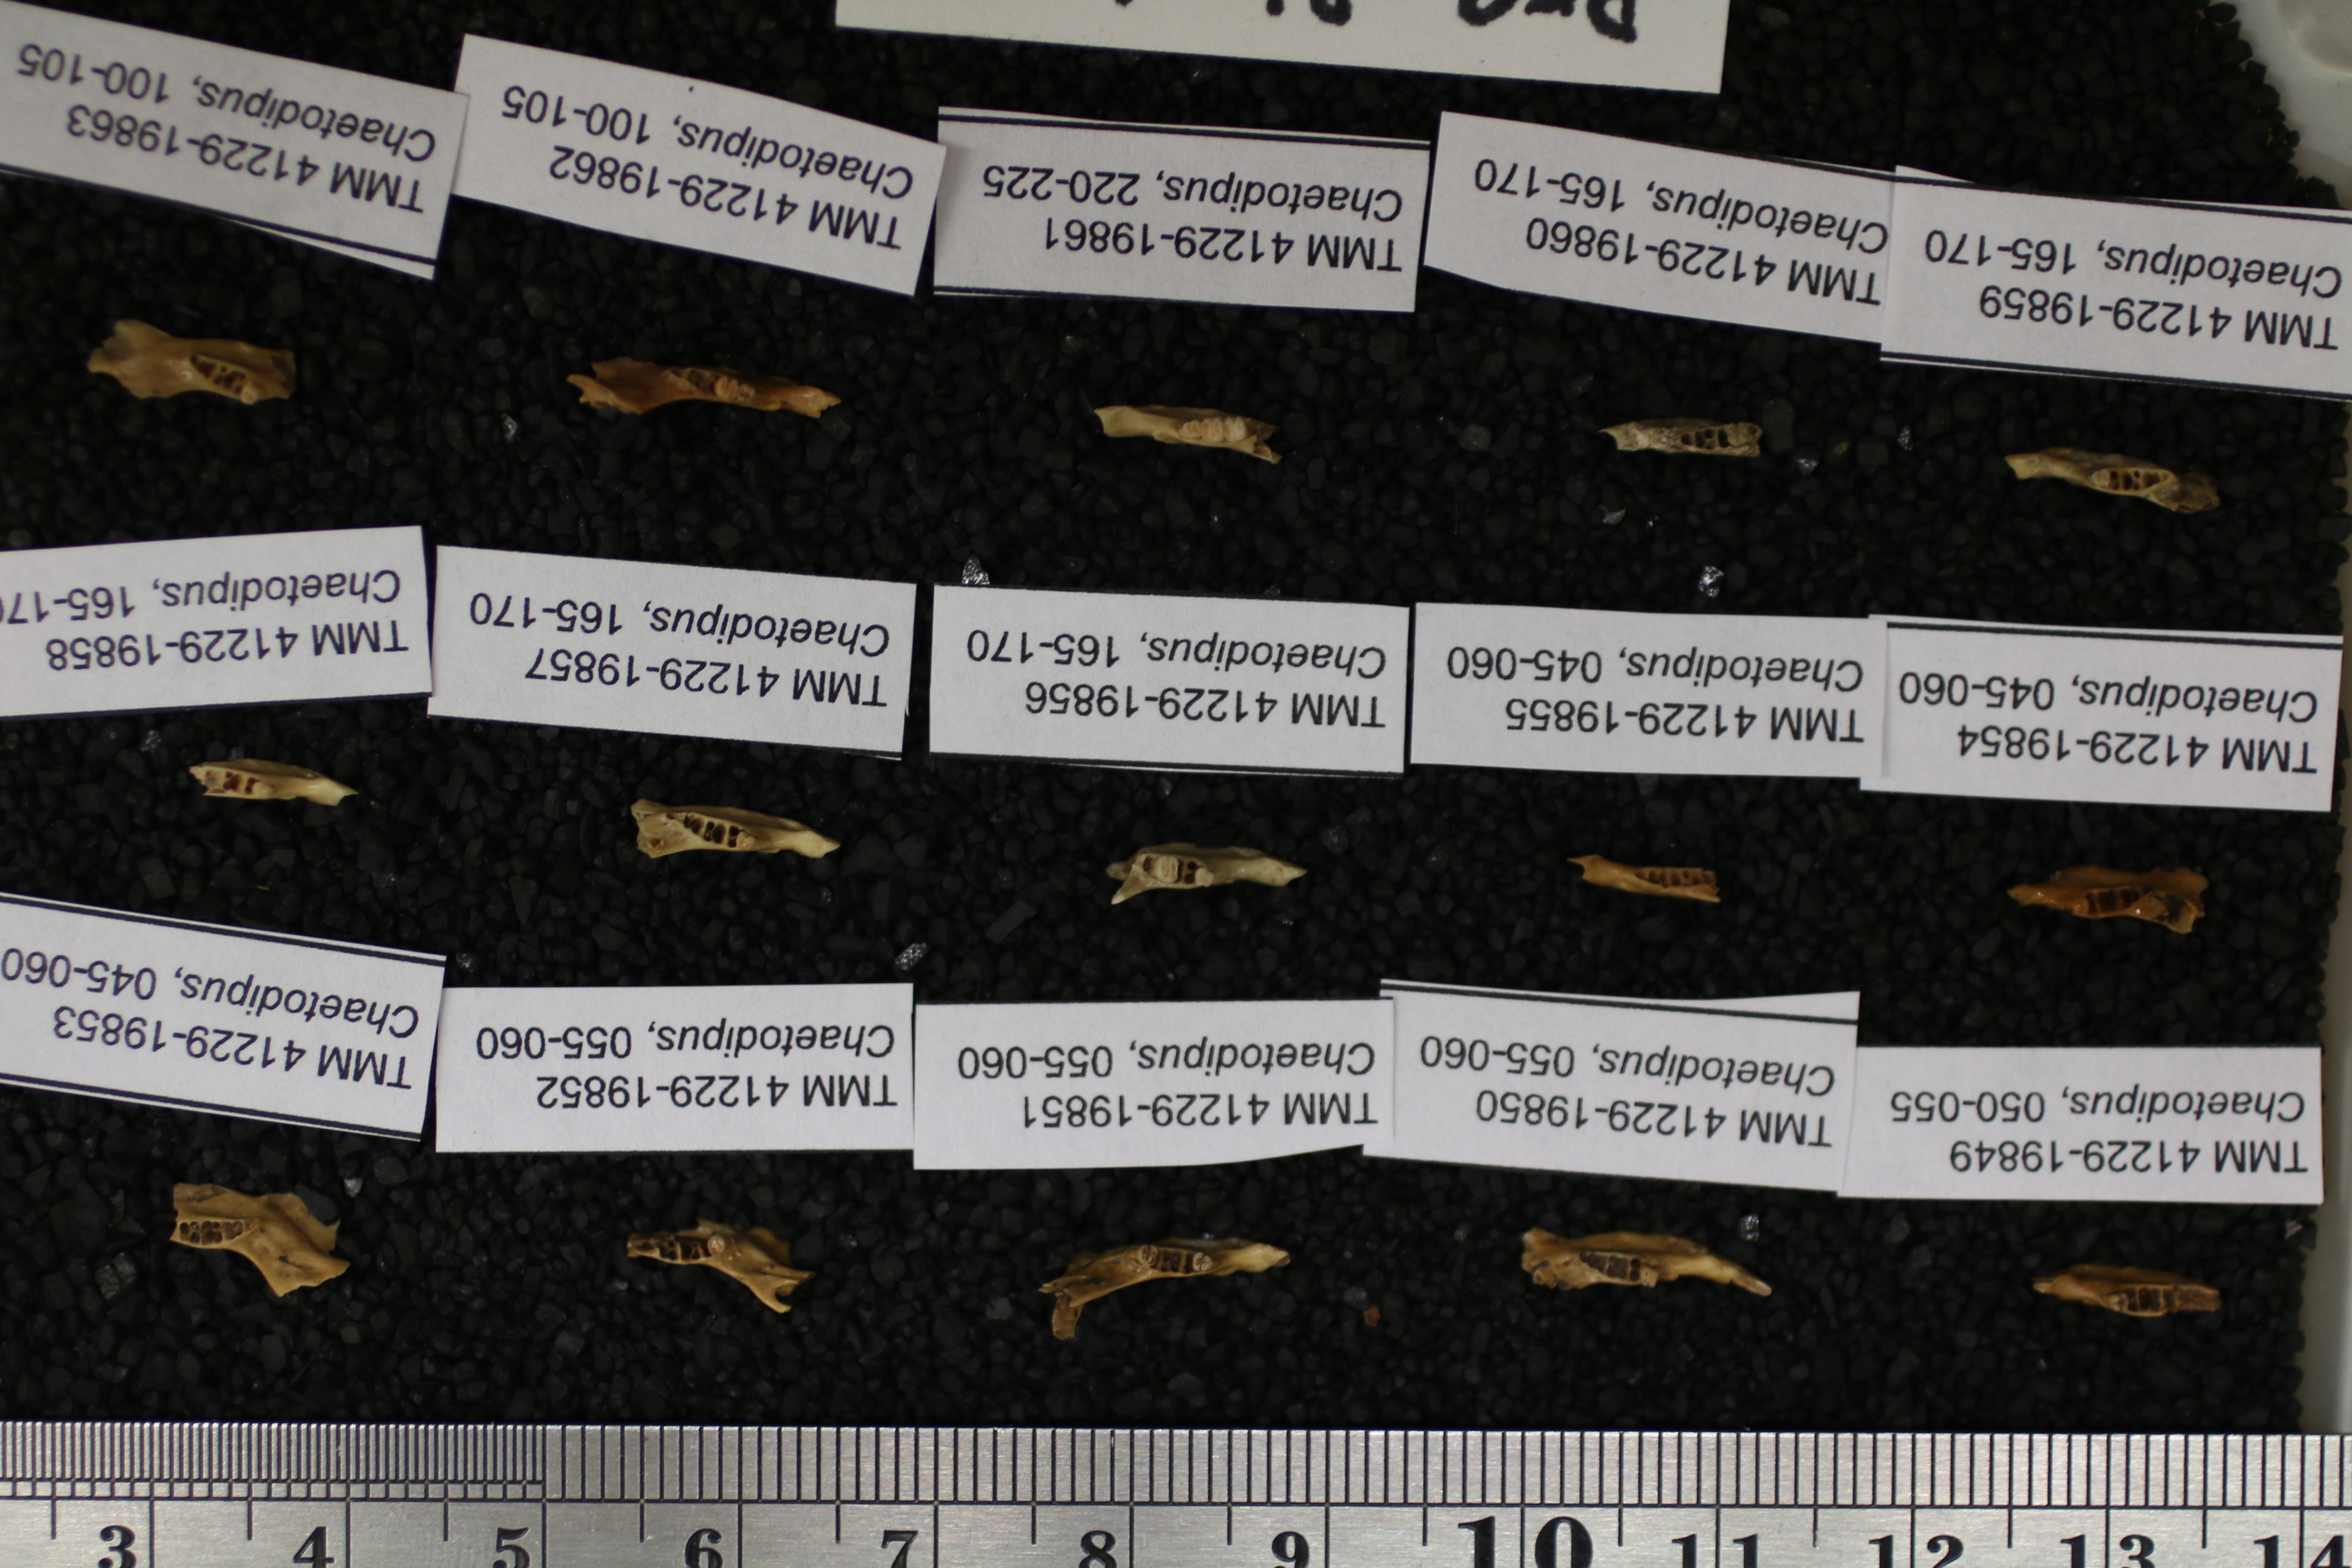 TMM 41229-19849
Chaetodipus, 050-055
TMM 41229-19850
Chaetodipus, 055-060
TMM 41229-19851
Chaetodipus, 055-060
TMM 41229-19852
Chaetodipus, 055-060
TMM 41229-19853
Chaetodipus, 045-060
TMM 41229-19854
Chaetodipus, 045-060
TMM 41229-19855
Chaetodipus, 045-060
TMM 41229-19856
Chaetodipus, 165-170
TMM 41229-19857
Chaetodipus, 165-170
TMM 41229-19858
Chaetodipus, 165-170
TMM 41229-19859
Chaetodipus, 165-170
TMM 41229-19860
Chaetodipus, 165-170
TMM 41229-19861
Chaetodipus, 220-225
TMM 41229-19862
Chaetodipus, 100-105
TMM 41229-19863
Chaetodipus, 100-105
3 4 5 6 7 8 9 10 11 12 13 14